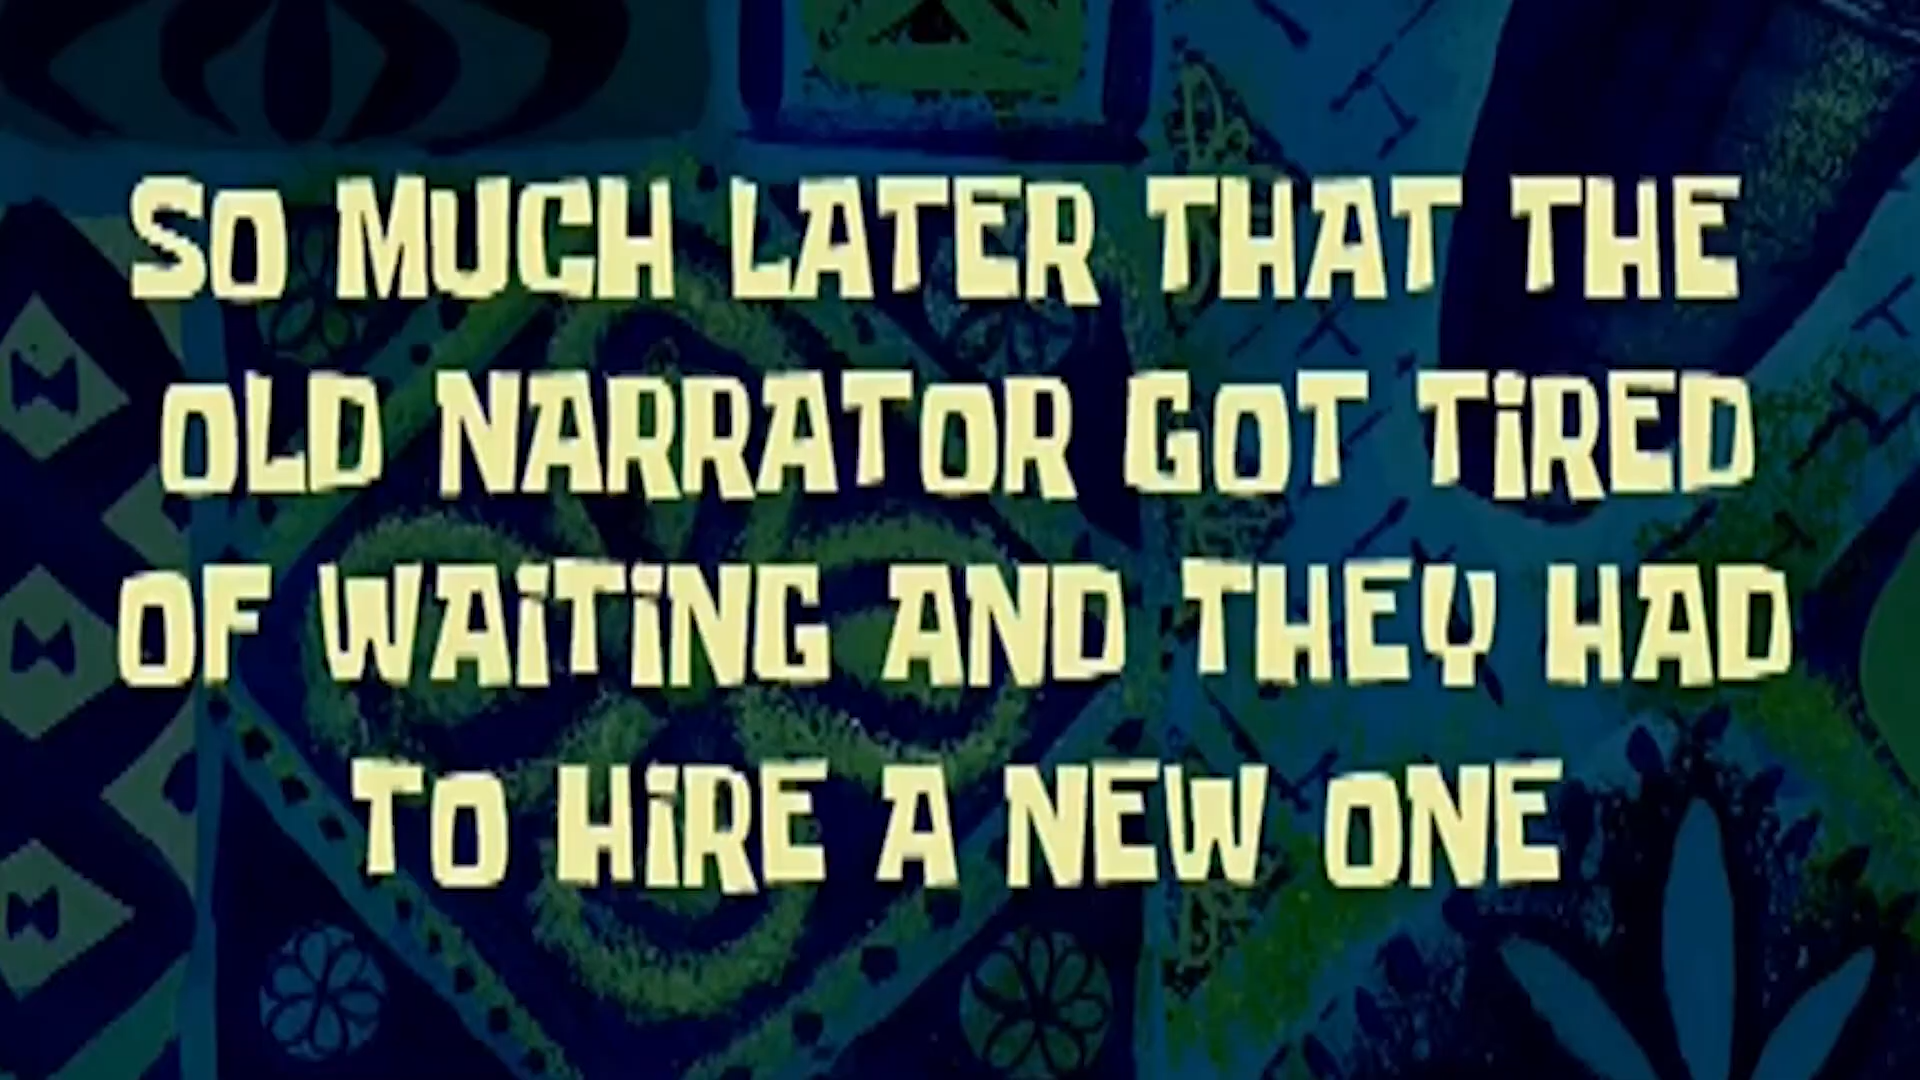 SO MUCH LATER THAT THE
OLD NARRATOR GOT TiRED
OF WAiTiNG AND THEY HAD
TO HiRE A NEW ONE